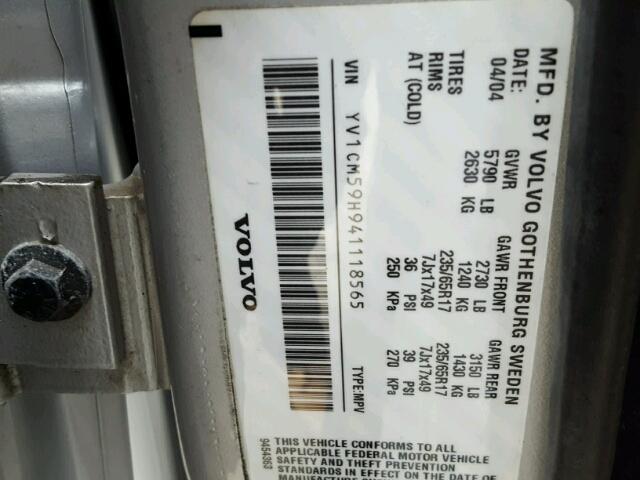 MFD. BY VOLVO GOTHENBURG SWEDEN
DATE: GVWR GAWR FRONT GAWR REAR
04/04 5790 LB 2730 LB 3150 LB
2630 KG 1240 KG 1430 KG
TIRES 235/65R17 235/65R17
RIMS 7Jx17x49 7Jx17x49
AT (COLD) 36 PSI 39 PSI
250 KPa 270 KPa
VIN YV1CM59H941118565 TYPE:MPV
VOLVO
THIS VEHICLE CONFORMS TO ALL
APPLICABLE FEDERAL MOTOR VEHICLE
SAFETY AND THEFT PREVENTION
STANDARDS IN EFFECT ON THE DATE OF
9454363